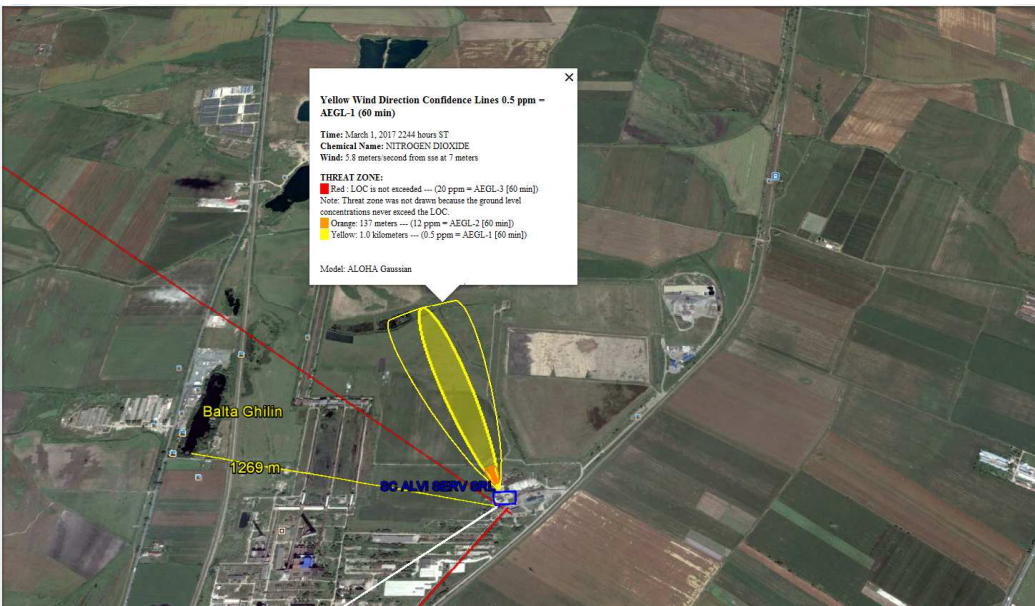 Yellow Wind Direction Confidence Lines 0.5 ppm =
AEGL-1 (60 min)
Time: March 1, 2017 2244 hours ST
Chemical Name: NITROGEN DIOXIDE
Wind: 5.8 meters/second from sse at 7 meters
THREAT ZONE:
Red : LOC is not exceeded --- (20 ppm = AEGL-3 [60 min])
Note: Threat zone was not drawn because the ground level
concentrations never exceed the LOC.
Orange: 137 meters --- (12 ppm = AEGL-2 [60 min])
Yellow: 1.0 kilometers --- (0.5 ppm = AEGL-1 [60 min])
Model: ALOHA Gaussian
Balta Ghilin
1269 m
SC ALVI SERV SRL